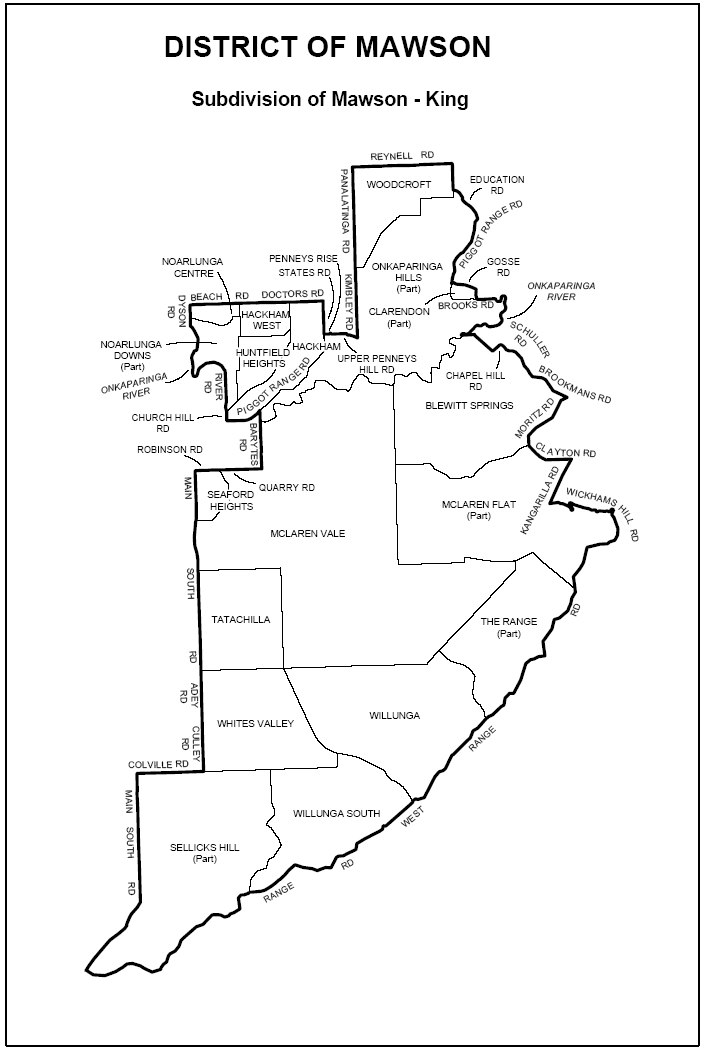 DISTRICT OF MAWSON
Subdivision of Mawson - King
REYNELL RD
PANALATINGA RD
WOODCROFT
EDUCATION
RD
PIGGOT RANGE RD
NOARLUNGA
CENTRE
PENNEYS RISE
STATES RD
KIMBLEY RD
ONKAPARINGA
HILLS
(Part)
GOSSE
RD
CLARENDON
(Part)
BROOKS RD
ONKAPARINGA
RIVER
DYSON
RD
BEACH RD
DOCTORS RD
HACKHAM
WEST
SCHULLER
RD
NOARLUNGA
DOWNS
(Part)
HUNTFIELD
HEIGHTS
HACKHAM
UPPER PENNEYS
HILL RD
ONKAPARINGA
RIVER
RIVER
RD
PIGGOT RANGE RD
CHAPEL HILL
RD
BROOKMANS RD
BLEWITT SPRINGS
CHURCH HILL
RD
BARYTES
RD
MORITZ RD
CLAYTON RD
ROBINSON RD
QUARRY RD
MAIN
SEAFORD
HEIGHTS
KANGARILLA RD
WICKHAMS HILL RD
MCLAREN FLAT
(Part)
MCLAREN VALE
SOUTH
TATACHILLA
THE RANGE
(Part)
RD
RD
ADEY
RD
WHITES VALLEY
WILLUNGA
CULLEY
RD
RANGE
COLVILLE RD
MAIN
SOUTH
RD
WILLUNGA SOUTH
WEST
SELLICKS HILL
(Part)
RD
RANGE